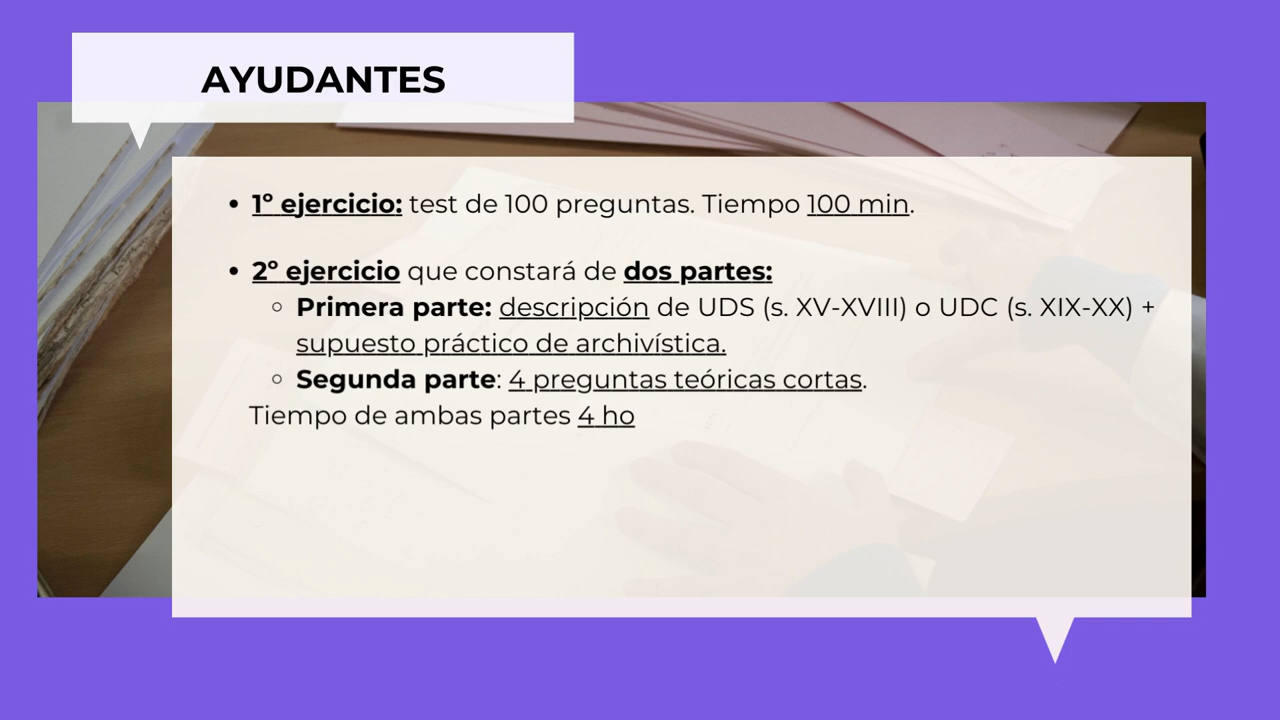 AYUDANTES
• 1º ejercicio: test de 100 preguntas. Tiempo 100 min.
• 2º ejercicio que constará de dos partes:
○ Primera parte: descripción de UDS (s. XV-XVIII) o UDC (s. XIX-XX) +
supuesto práctico de archivística.
○ Segunda parte: 4 preguntas teóricas cortas.
Tiempo de ambas partes 4 ho